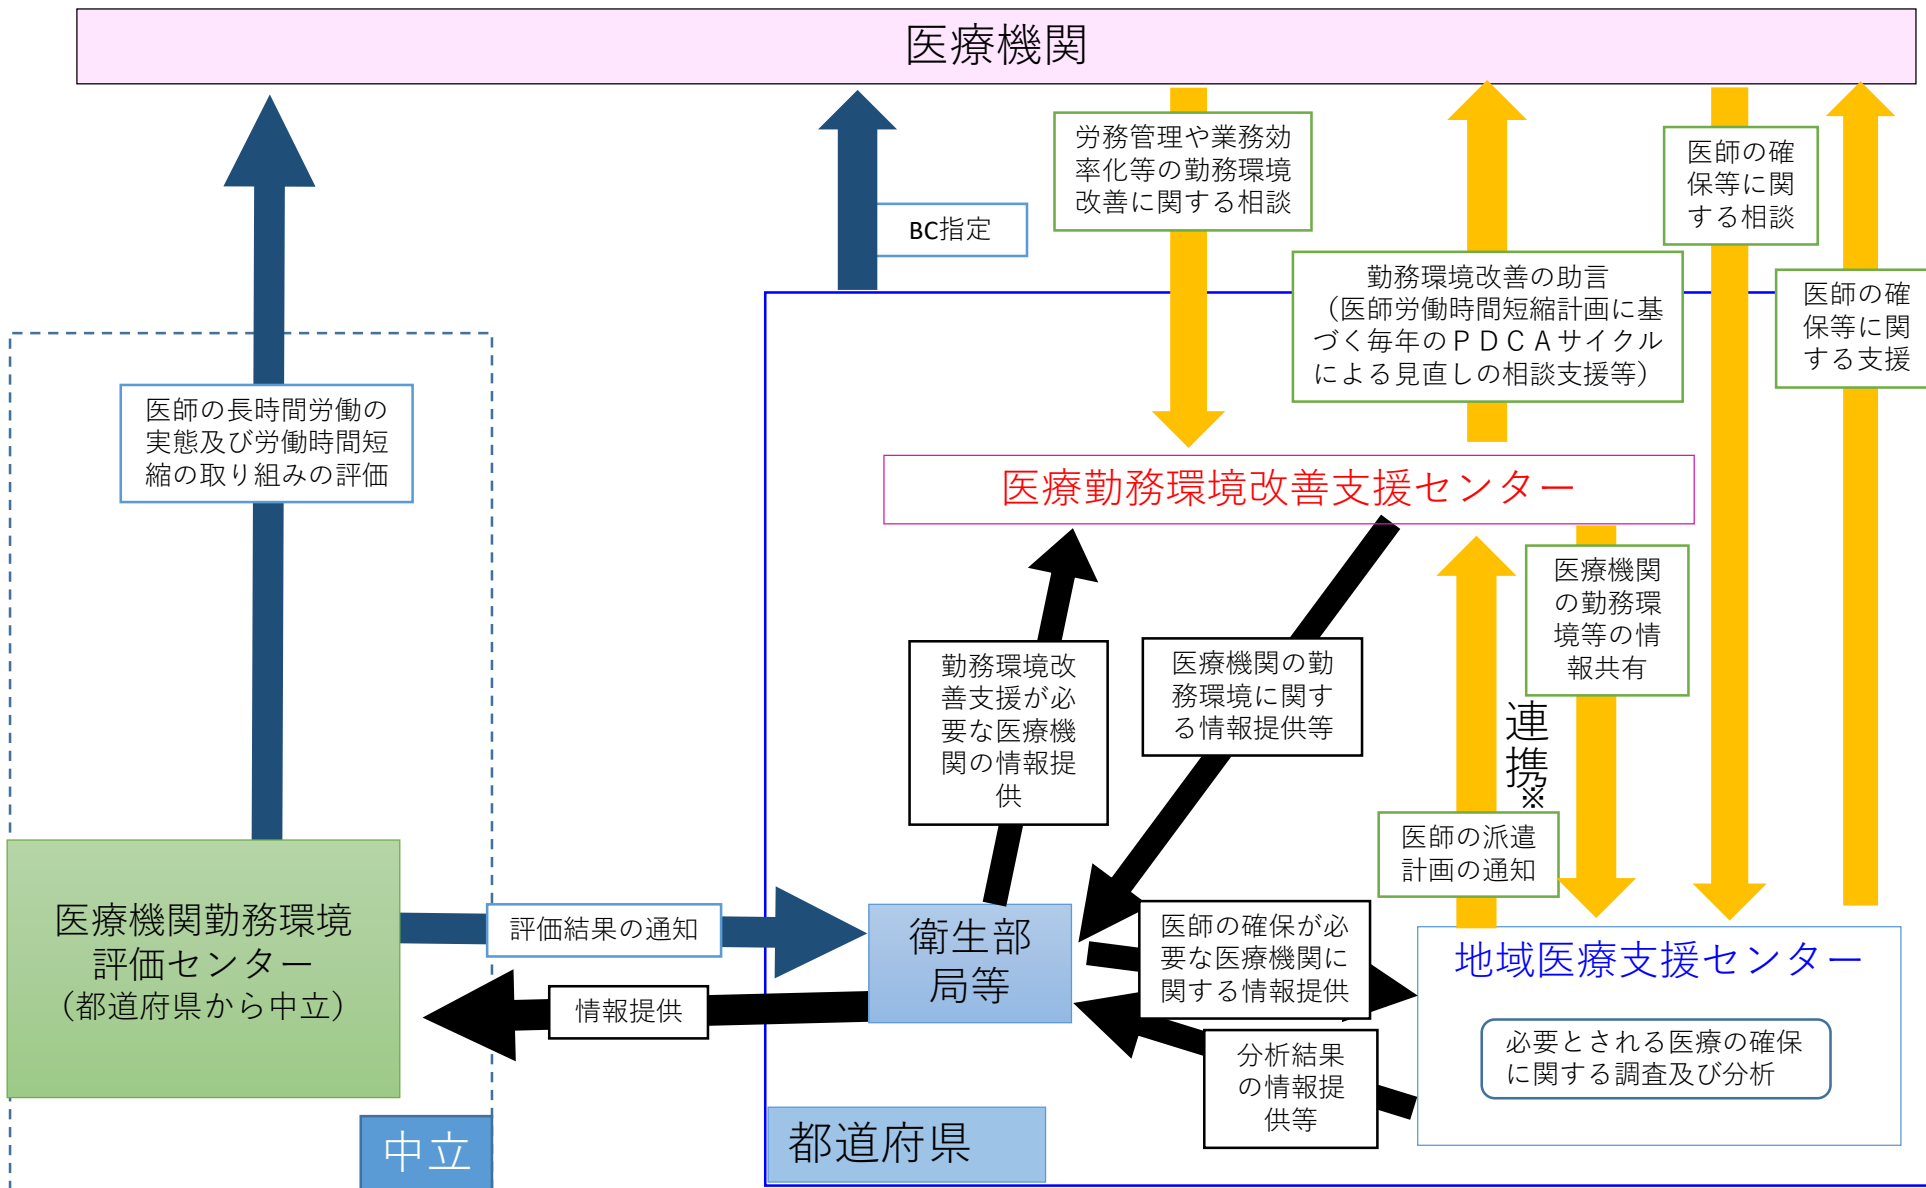 医療機関
労務管理や業務効
率化等の勤務環境
改善に関する相談
医師の確
保等に関
する相談
BC指定
勤務環境改善の助言
（医師労働時間短縮計画に基
づく毎年のＰＤＣＡサイクル
による見直しの相談支援等）
医師の確
保等に関
する支援
医師の長時間労働の
実態及び労働時間短
縮の取り組みの評価
医療勤務環境改善支援センター
医療機関
の勤務環
境等の情
報共有
勤務環境改
善支援が必
要な医療機
関の情報提
供
医療機関の勤
務環境に関す
る情報提供等
連携※
医師の派遣
計画の通知
医療機関勤務環境
評価センター
（都道府県から中立）
評価結果の通知
情報提供
衛生部
局等
医師の確保が必
要な医療機関に
関する情報提供
分析結果
の情報提
供等
地域医療支援センター
必要とされる医療の確保
に関する調査及び分析
中立
都道府県